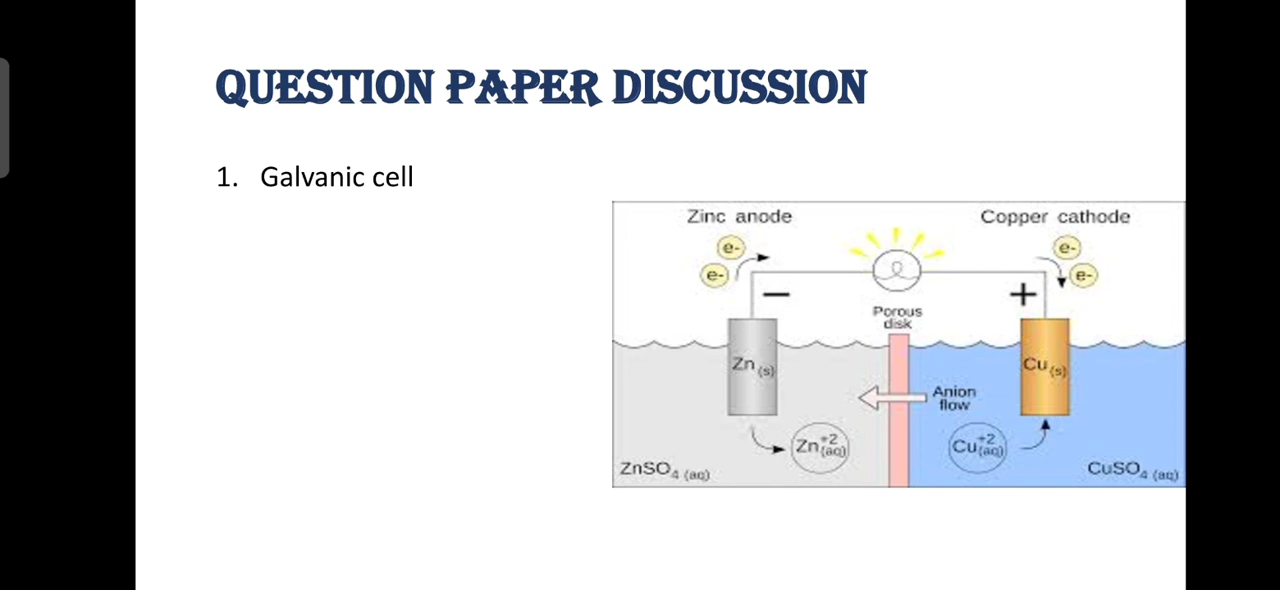 QUESTION PAPER DISCUSSION
1. Galvanic cell
Zinc anode
Copper cathode
e-
e-
e-
e-
−
+
Porous
disk
Zn (s)
Cu (s)
Anion
flow
Zn+2(aq)
Cu+2(aq)
ZnSO4 (aq)
CuSO4 (aq)